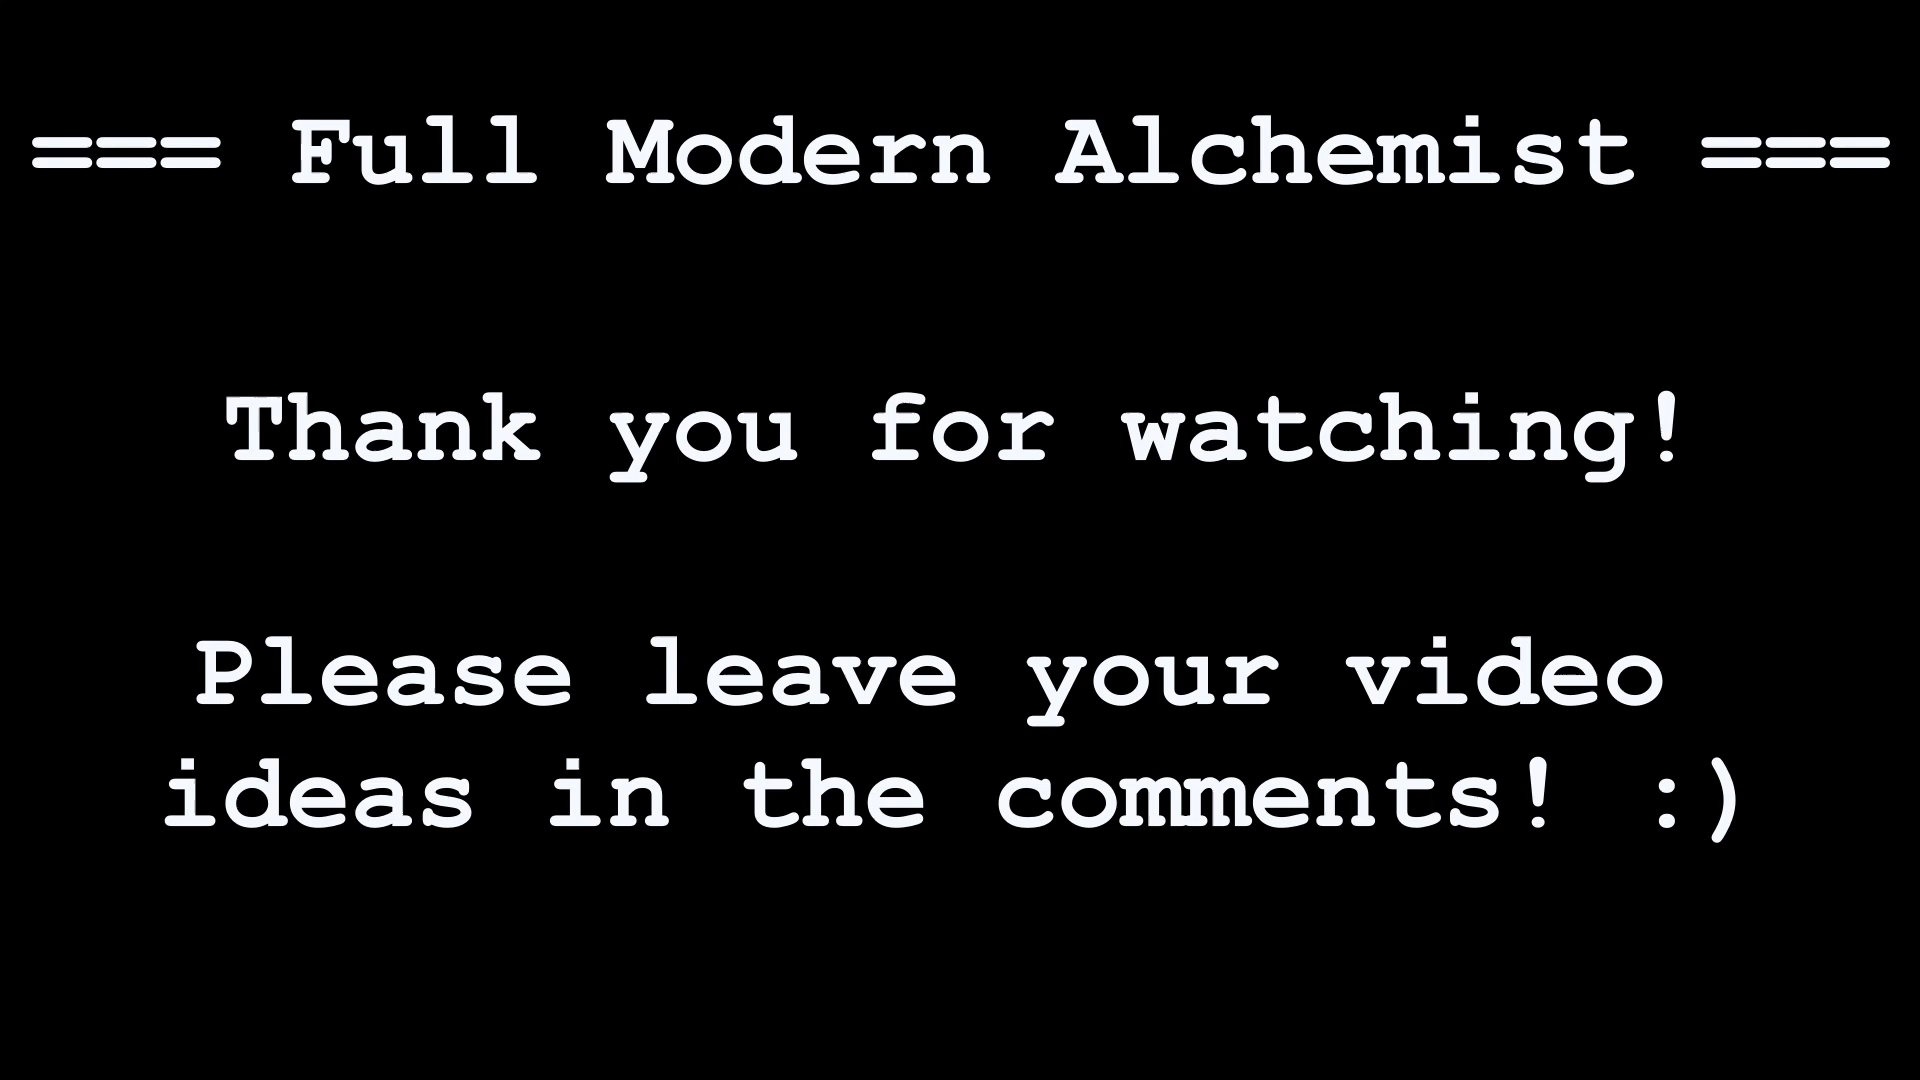 === Full Modern Alchemist ===
Thank you for watching!
Please leave your video
ideas in the comments! :)